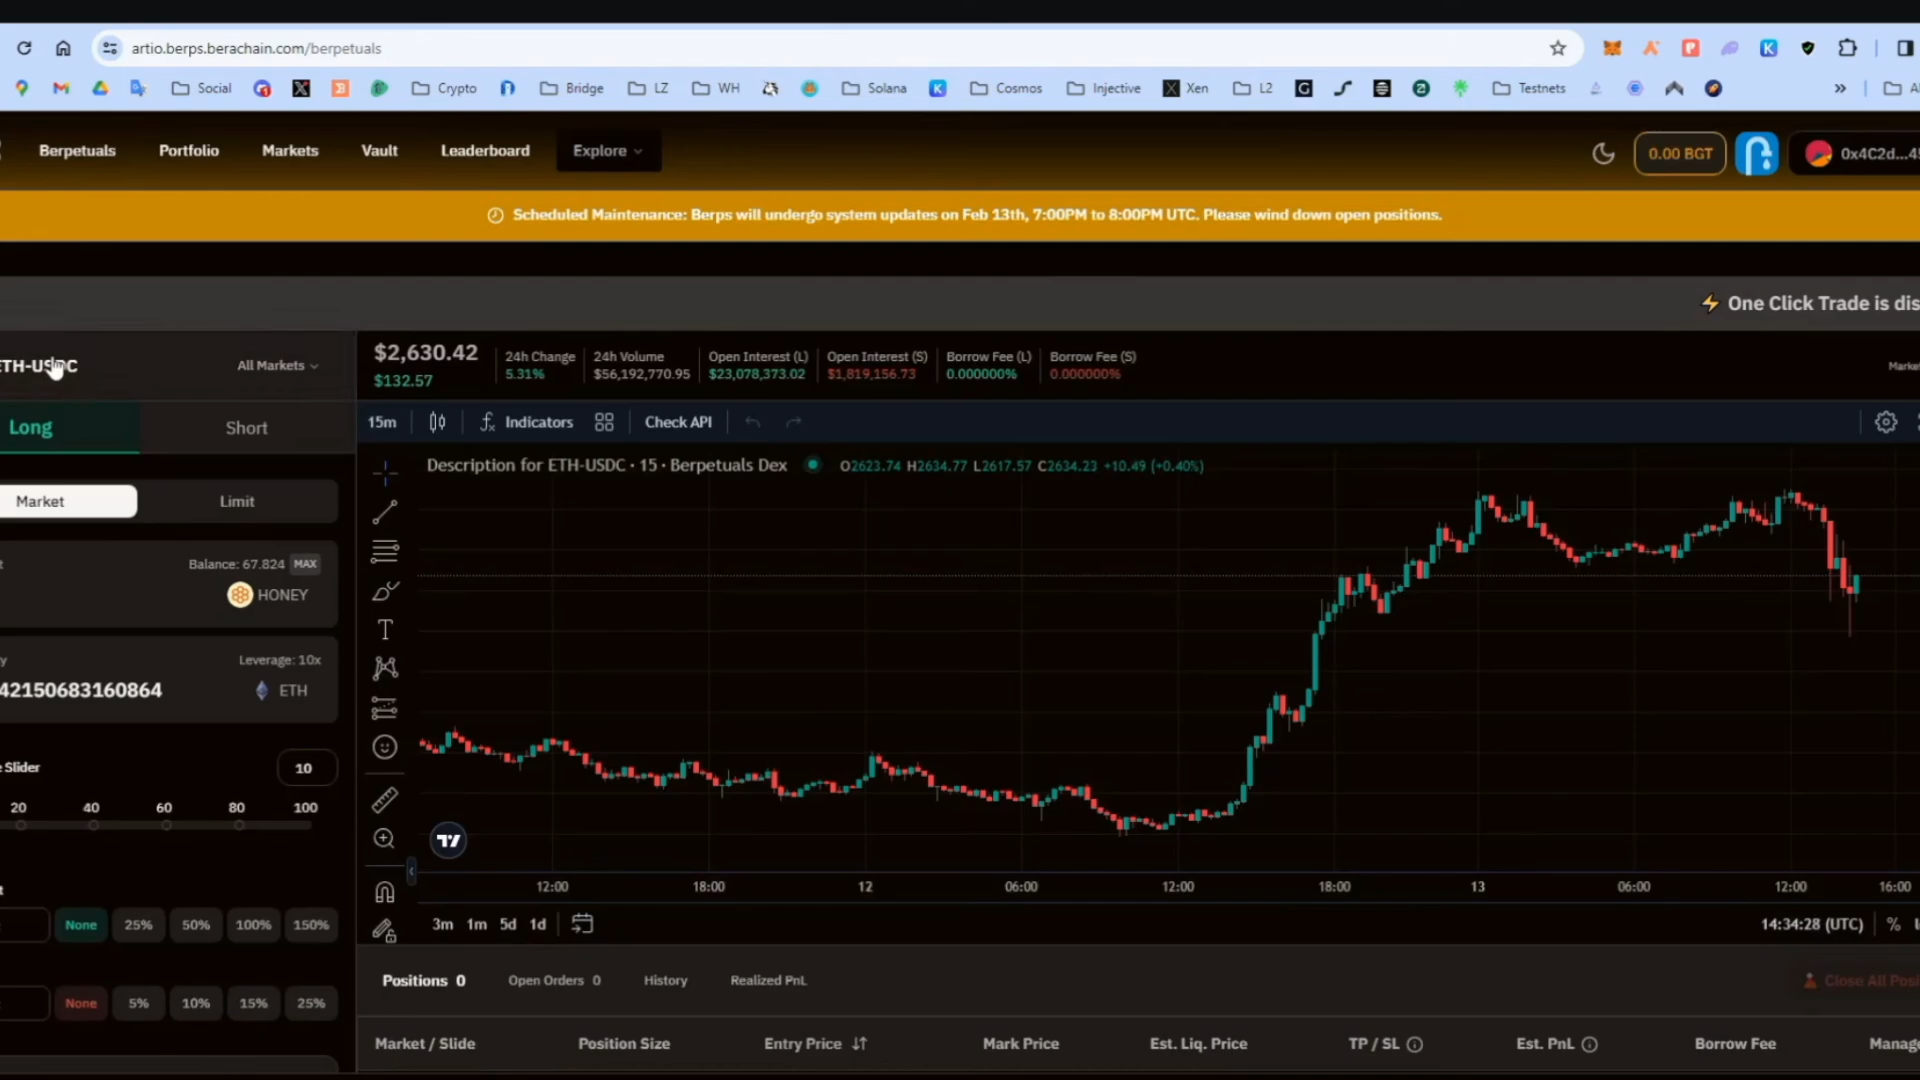 artio.berps.berachain.com/berpetuals
Social Crypto Bridge LZ WH Solana Cosmos Injective Xen L2 Testnets
Berpetuals Portfolio Markets Vault Leaderboard Explore 0.00 BGT 0x4C2d...45
Scheduled Maintenance: Berps will undergo system updates on Feb 13th, 7:00PM to 8:00PM UTC. Please wind down open positions.
One Click Trade is dis
ETH-USDC All Markets
$2,630.42
$132.57
24h Change
5.31%
24h Volume
$56,192,770.95
Open Interest (L)
$23,078,373.02
Open Interest (S)
$1,819,156.73
Borrow Fee (L)
0.000000%
Borrow Fee (S)
0.000000%
Market
Long Short
15m Indicators Check API
Description for ETH-USDC · 15 · Berpetuals Dex O2623.74 H2634.77 L2617.57 C2634.23 +10.49 (+0.40%)
Market Limit
Balance: 67.824 MAX
HONEY
Leverage: 10x
42150683160864 ETH
Slider 10
20 40 60 80 100
12:00 18:00 12 06:00 12:00 18:00 13 06:00 12:00 16:00
None 25% 50% 100% 150%
3m 1m 5d 1d 14:34:28 (UTC) %
Positions 0 Open Orders 0 History Realized PnL Close All Posi
None 5% 10% 15% 25%
Market / Slide Position Size Entry Price Mark Price Est. Liq. Price TP / SL Est. PnL Borrow Fee Manage